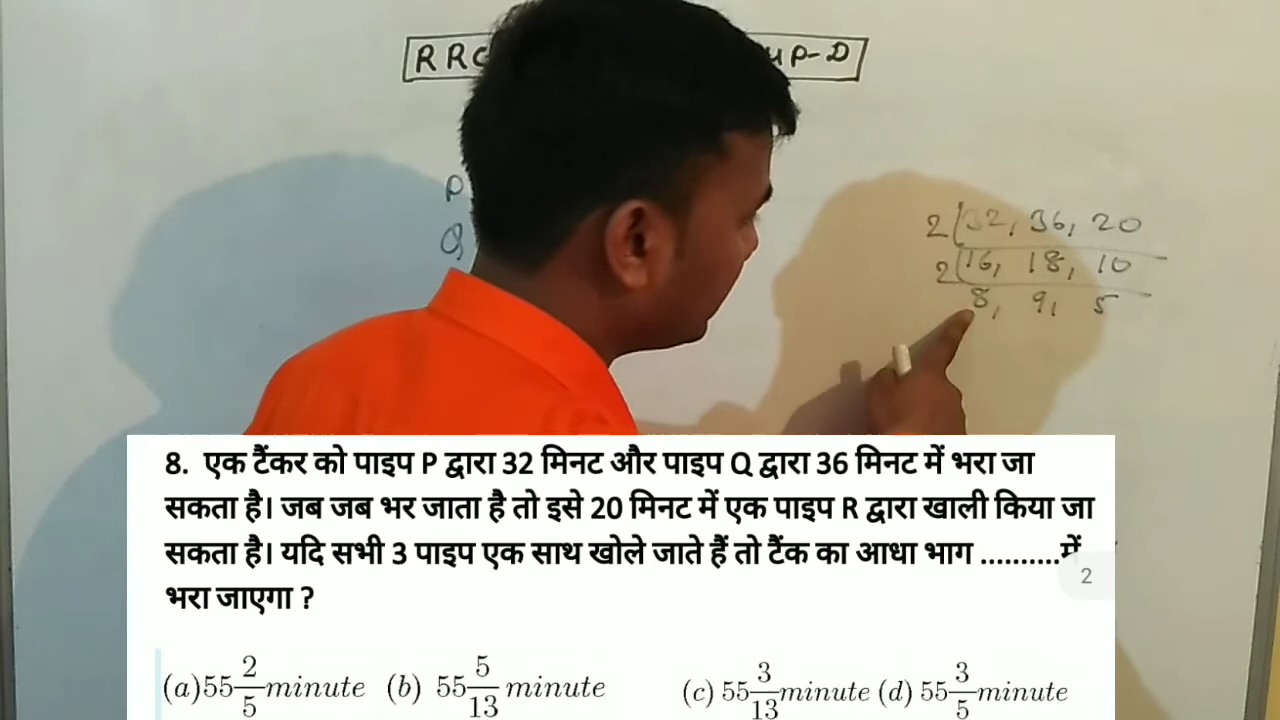 RRC UP-D
P
Q
2 32, 36, 20
2 16, 18, 10
8, 9, 5
8. एक टैंकर को पाइप P द्वारा 32 मिनट और पाइप Q द्वारा 36 मिनट में भरा जा
सकता है। जब जब भर जाता है तो इसे 20 मिनट में एक पाइप R द्वारा खाली किया जा
सकता है। यदि सभी 3 पाइप एक साथ खोले जाते हैं तो टैंक का आधा भाग ..........में
2
भरा जाएगा ?
(a)55 2/5 minute (b) 55 5/13 minute (c) 55 3/13 minute (d) 55 3/5 minute